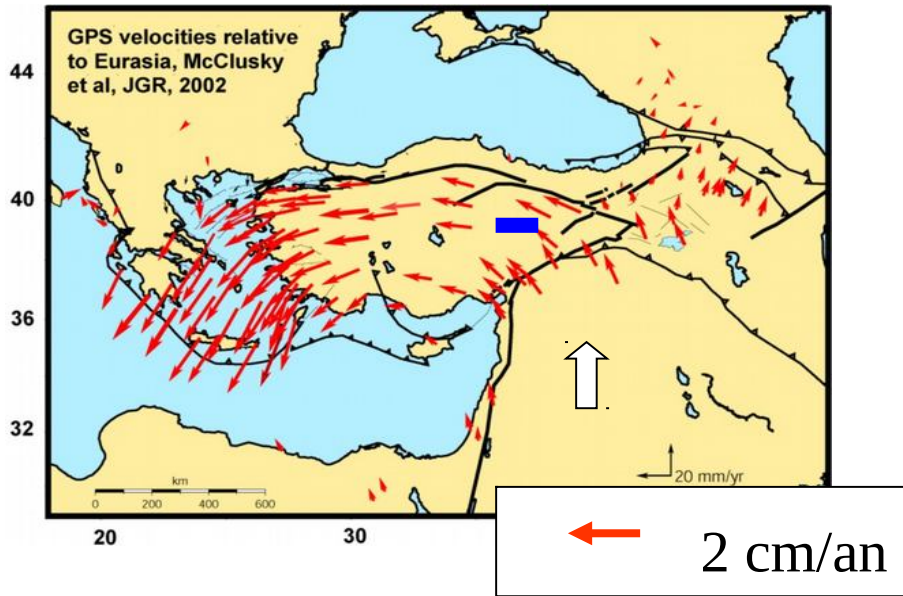 GPS velocities relative
to Eurasia, McClusky
et al, JGR, 2002
44
40
36
32
km
0 200 400 600
20 mm/yr
20 30
2 cm/an